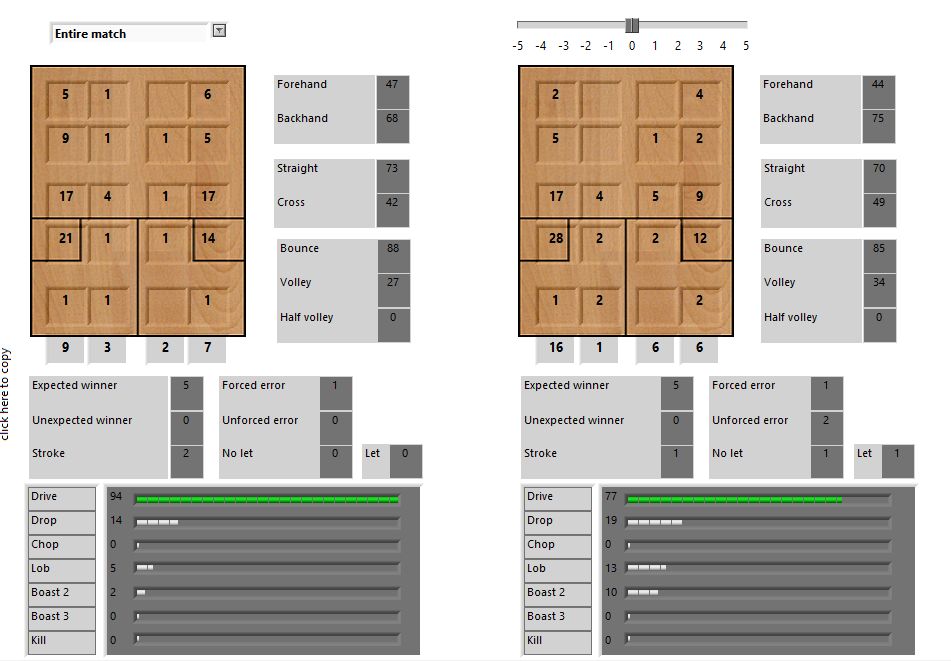 Entire match
-5 -4 -3 -2 -1 0 1 2 3 4 5
5 1 6
9 1 1 5
17 4 1 17
21 1 1 14
1 1 1
9 3 2 7
Forehand 47
Backhand 68
Straight 73
Cross 42
Bounce 88
Volley 27
Half volley 0
2 4
5 1 2
17 4 5 9
28 2 2 12
1 2 2
16 1 6 6
Forehand 44
Backhand 75
Straight 70
Cross 49
Bounce 85
Volley 34
Half volley 0
click here to copy
Expected winner 5
Unexpected winner 0
Stroke 2
Forced error 1
Unforced error 0
No let 0
Let 0
Expected winner 5
Unexpected winner 0
Stroke 1
Forced error 1
Unforced error 2
No let 1
Let 1
Drive 94
Drop 14
Chop 0
Lob 5
Boast 2 2
Boast 3 0
Kill 0
Drive 77
Drop 19
Chop 0
Lob 13
Boast 2 10
Boast 3 0
Kill 0